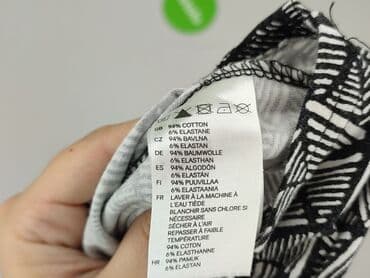 GB 94% COTTON
6% ELASTANE
CZ 94% BAVLNA
6% ELASTAN
DE 94% BAUMWOLLE
6% ELASTHAN
ES 94% ALGODÓN
6% ELASTÁN
FI 94% PUUVILLAA
6% ELASTAANIA
FR LAVER À LA MACHINE À
L'EAU TIÈDE
BLANCHIR SANS CHLORE SI
NÉCESSAIRE
SÉCHER À L'AIR
REPASSER À FAIBLE
TEMPÉRATURE
94% COTON
6% ÉLASTHANNE
HR 94% PAMUK
6% ELASTIN